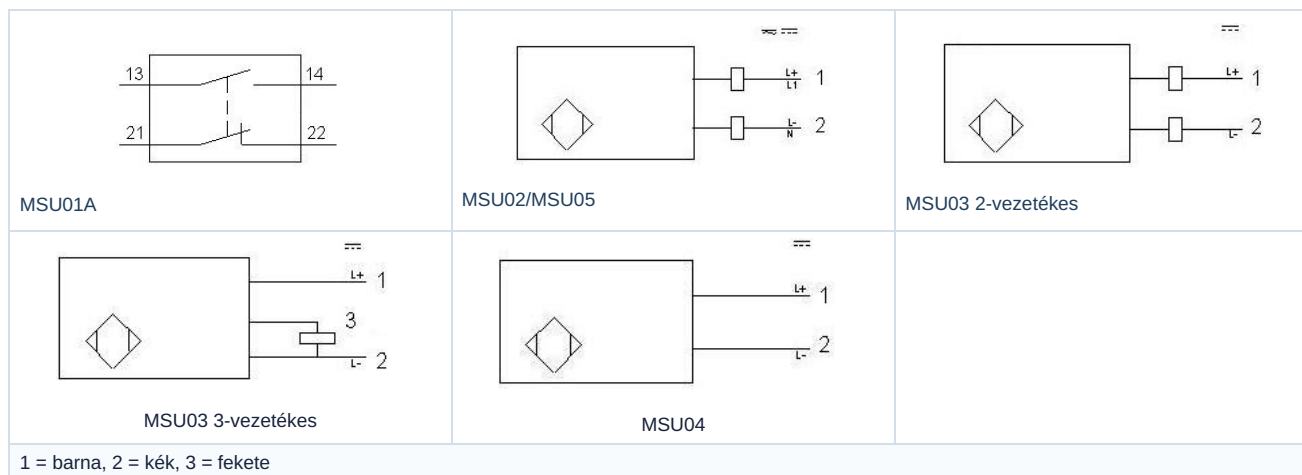 13 14
21 22
MSU01A
L+ 1
L1
L- 2
N
MSU02/MSU05
L+ 1
L- 2
MSU03 2-vezetékes
L+ 1
3
L- 2
MSU03 3-vezetékes
L+ 1
L- 2
MSU04
1 = barna, 2 = kék, 3 = fekete